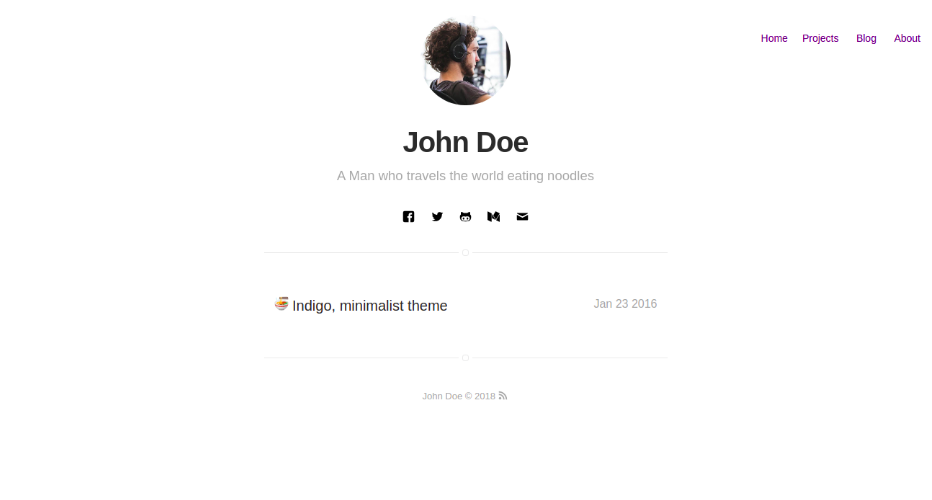 Home Projects Blog About
John Doe
A Man who travels the world eating noodles
Indigo, minimalist theme Jan 23 2016
John Doe © 2018